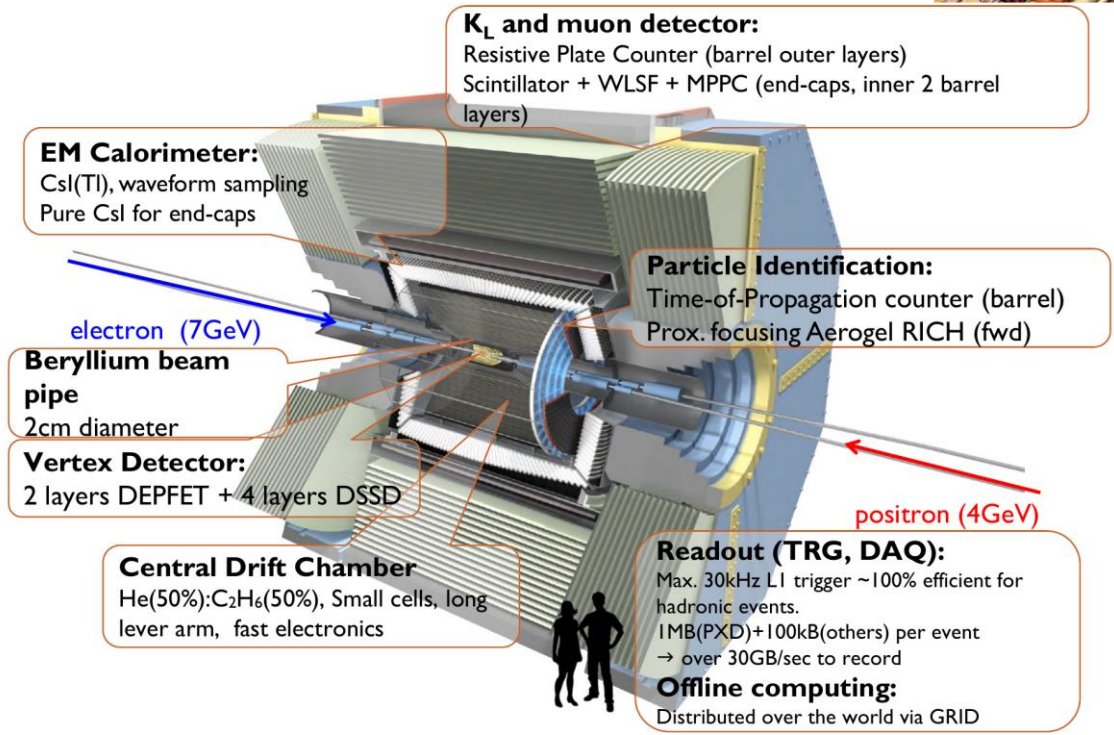 K_L and muon detector:
Resistive Plate Counter (barrel outer layers)
Scintillator + WLSF + MPPC (end-caps, inner 2 barrel
layers)
EM Calorimeter:
CsI(Tl), waveform sampling
Pure CsI for end-caps
Particle Identification:
Time-of-Propagation counter (barrel)
Prox. focusing Aerogel RICH (fwd)
electron (7GeV)
Beryllium beam
pipe
2cm diameter
Vertex Detector:
2 layers DEPFET + 4 layers DSSD
positron (4GeV)
Central Drift Chamber
He(50%):C₂H₆(50%), Small cells, long
lever arm, fast electronics
Readout (TRG, DAQ):
Max. 30kHz L1 trigger ~100% efficient for
hadronic events.
1MB(PXD)+100kB(others) per event
→ over 30GB/sec to record
Offline computing:
Distributed over the world via GRID